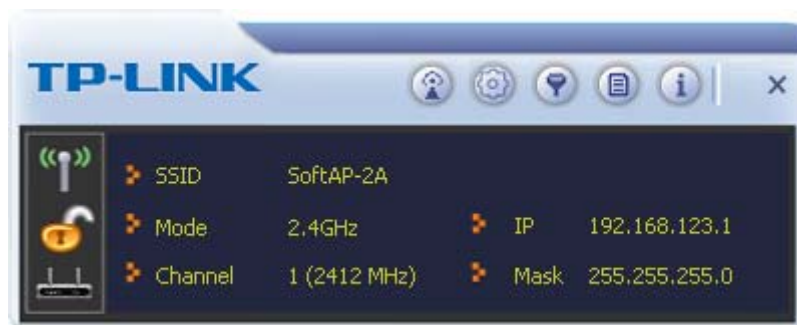 TP-LINK
SSID SoftAP-2A
Mode 2.4GHz IP 192.168.123.1
Channel 1 (2412 MHz) Mask 255.255.255.0